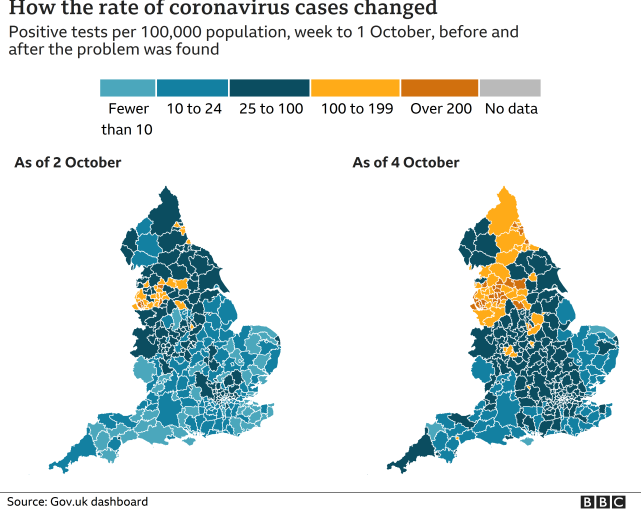 How the rate of coronavirus cases changed
Positive tests per 100,000 population, week to 1 October, before and
after the problem was found
Fewer
than 10
10 to 24
25 to 100
100 to 199
Over 200
No data
As of 2 October
As of 4 October
Source: Gov.uk dashboard
BBC